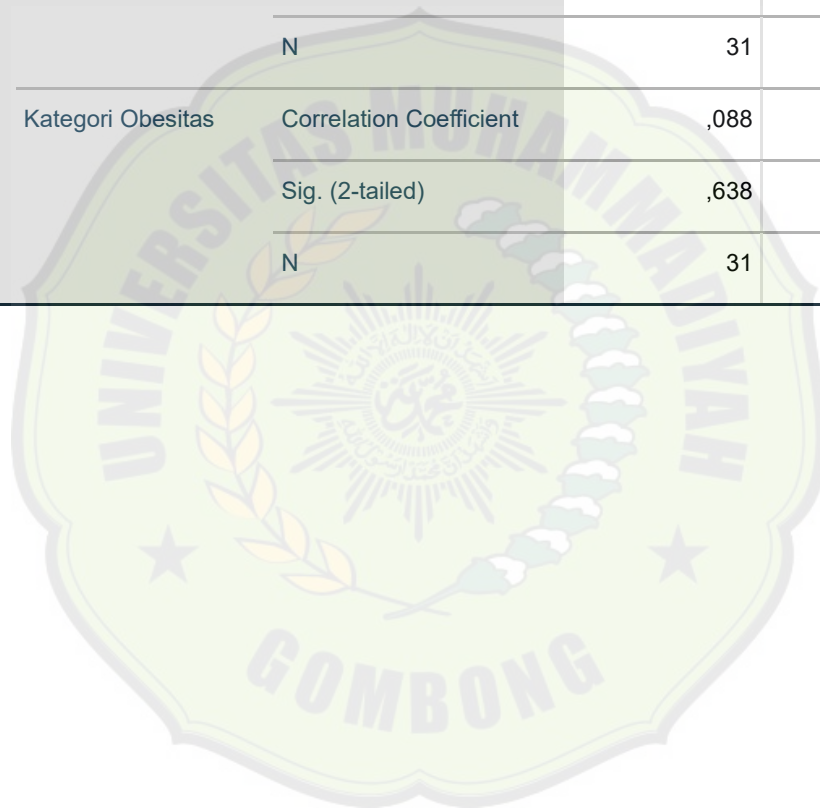 N 31
Kategori Obesitas Correlation Coefficient ,088
Sig. (2-tailed) ,638
N 31
UNIVERSITAS MUHAMMADIYAH
GOMBONG